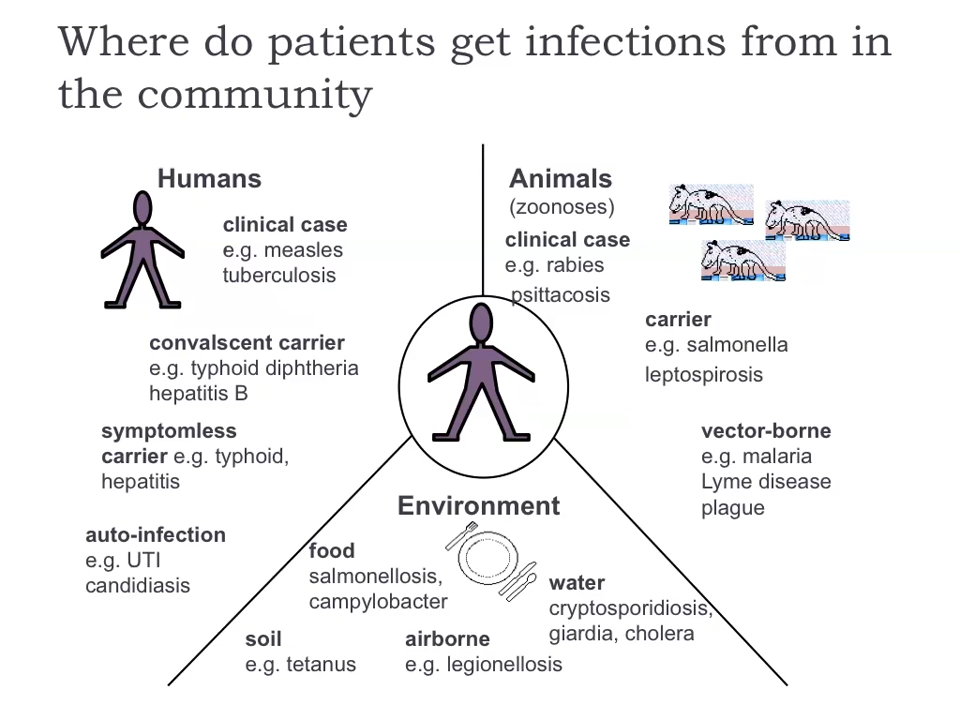 Where do patients get infections from in
the community
Humans
clinical case
e.g. measles
tuberculosis
convalscent carrier
e.g. typhoid diphtheria
hepatitis B
symptomless
carrier e.g. typhoid,
hepatitis
auto-infection
e.g. UTI
candidiasis
Animals
(zoonoses)
clinical case
e.g. rabies
psittacosis
carrier
e.g. salmonella
leptospirosis
vector-borne
e.g. malaria
Lyme disease
plague
Environment
food
salmonellosis,
campylobacter
water
cryptosporidiosis,
giardia, cholera
soil
e.g. tetanus
airborne
e.g. legionellosis